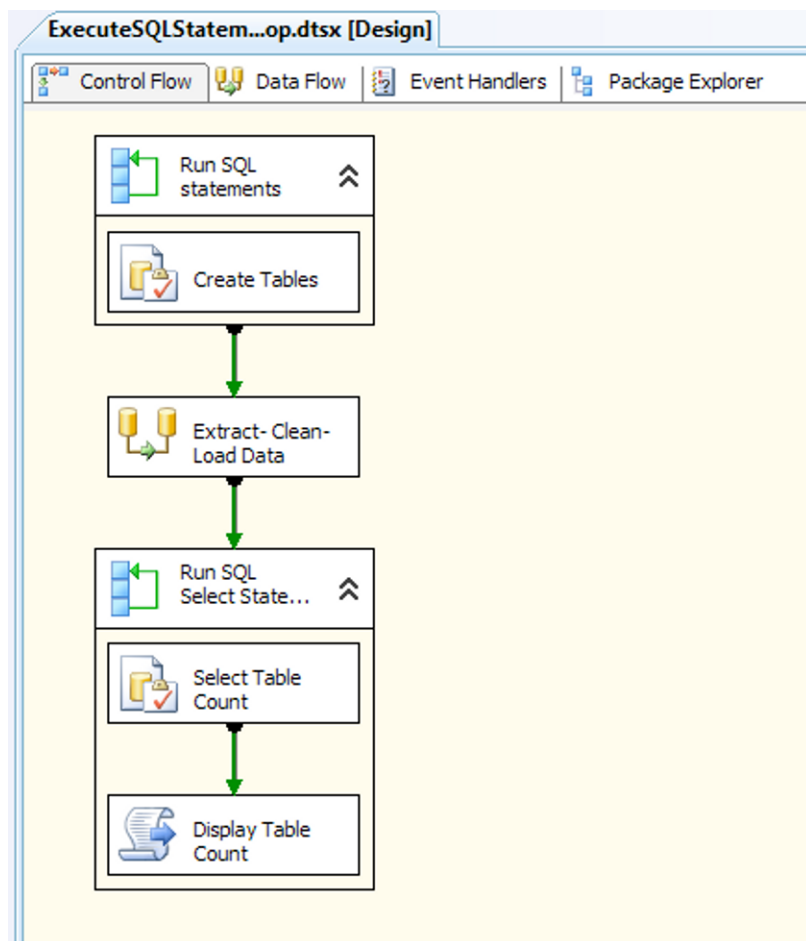 ExecuteSQLStatem...op.dtsx [Design]
Control Flow Data Flow Event Handlers Package Explorer
Run SQL
statements
Create Tables
Extract- Clean-
Load Data
Run SQL
Select State...
Select Table
Count
Display Table
Count